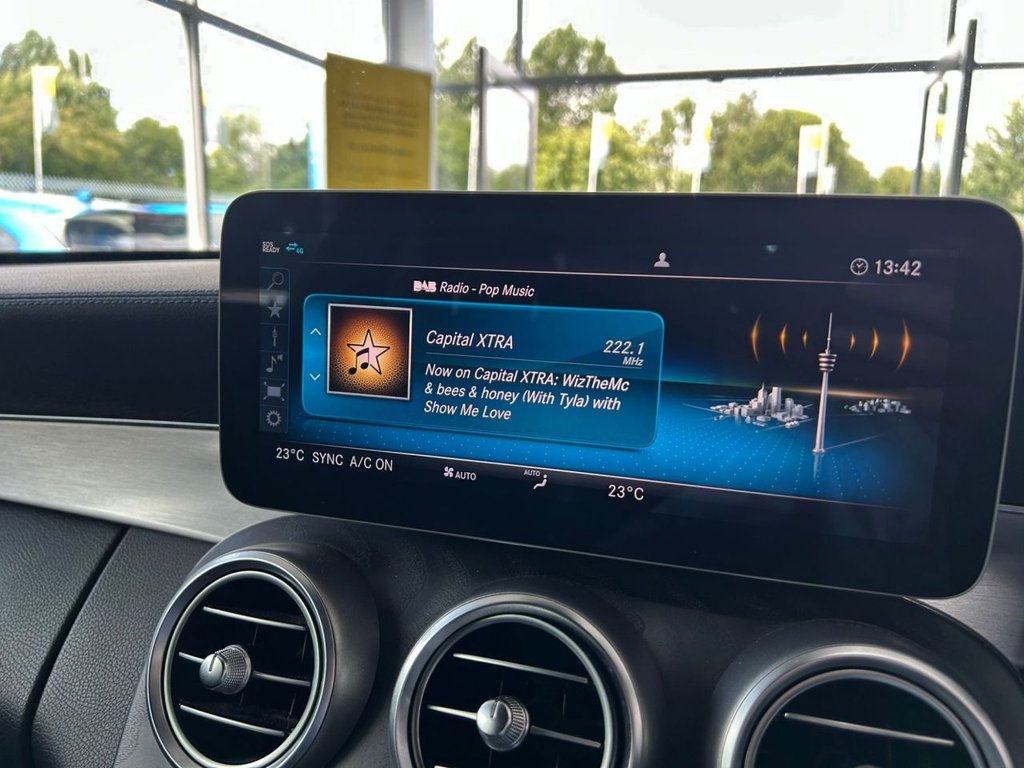 SOS
READY 4G
13:42
DAB Radio - Pop Music
Capital XTRA
222.1
MHz
Now on Capital XTRA: WizTheMc
& bees & honey (With Tyla) with
Show Me Love
23°C SYNC A/C ON
AUTO
AUTO
23°C